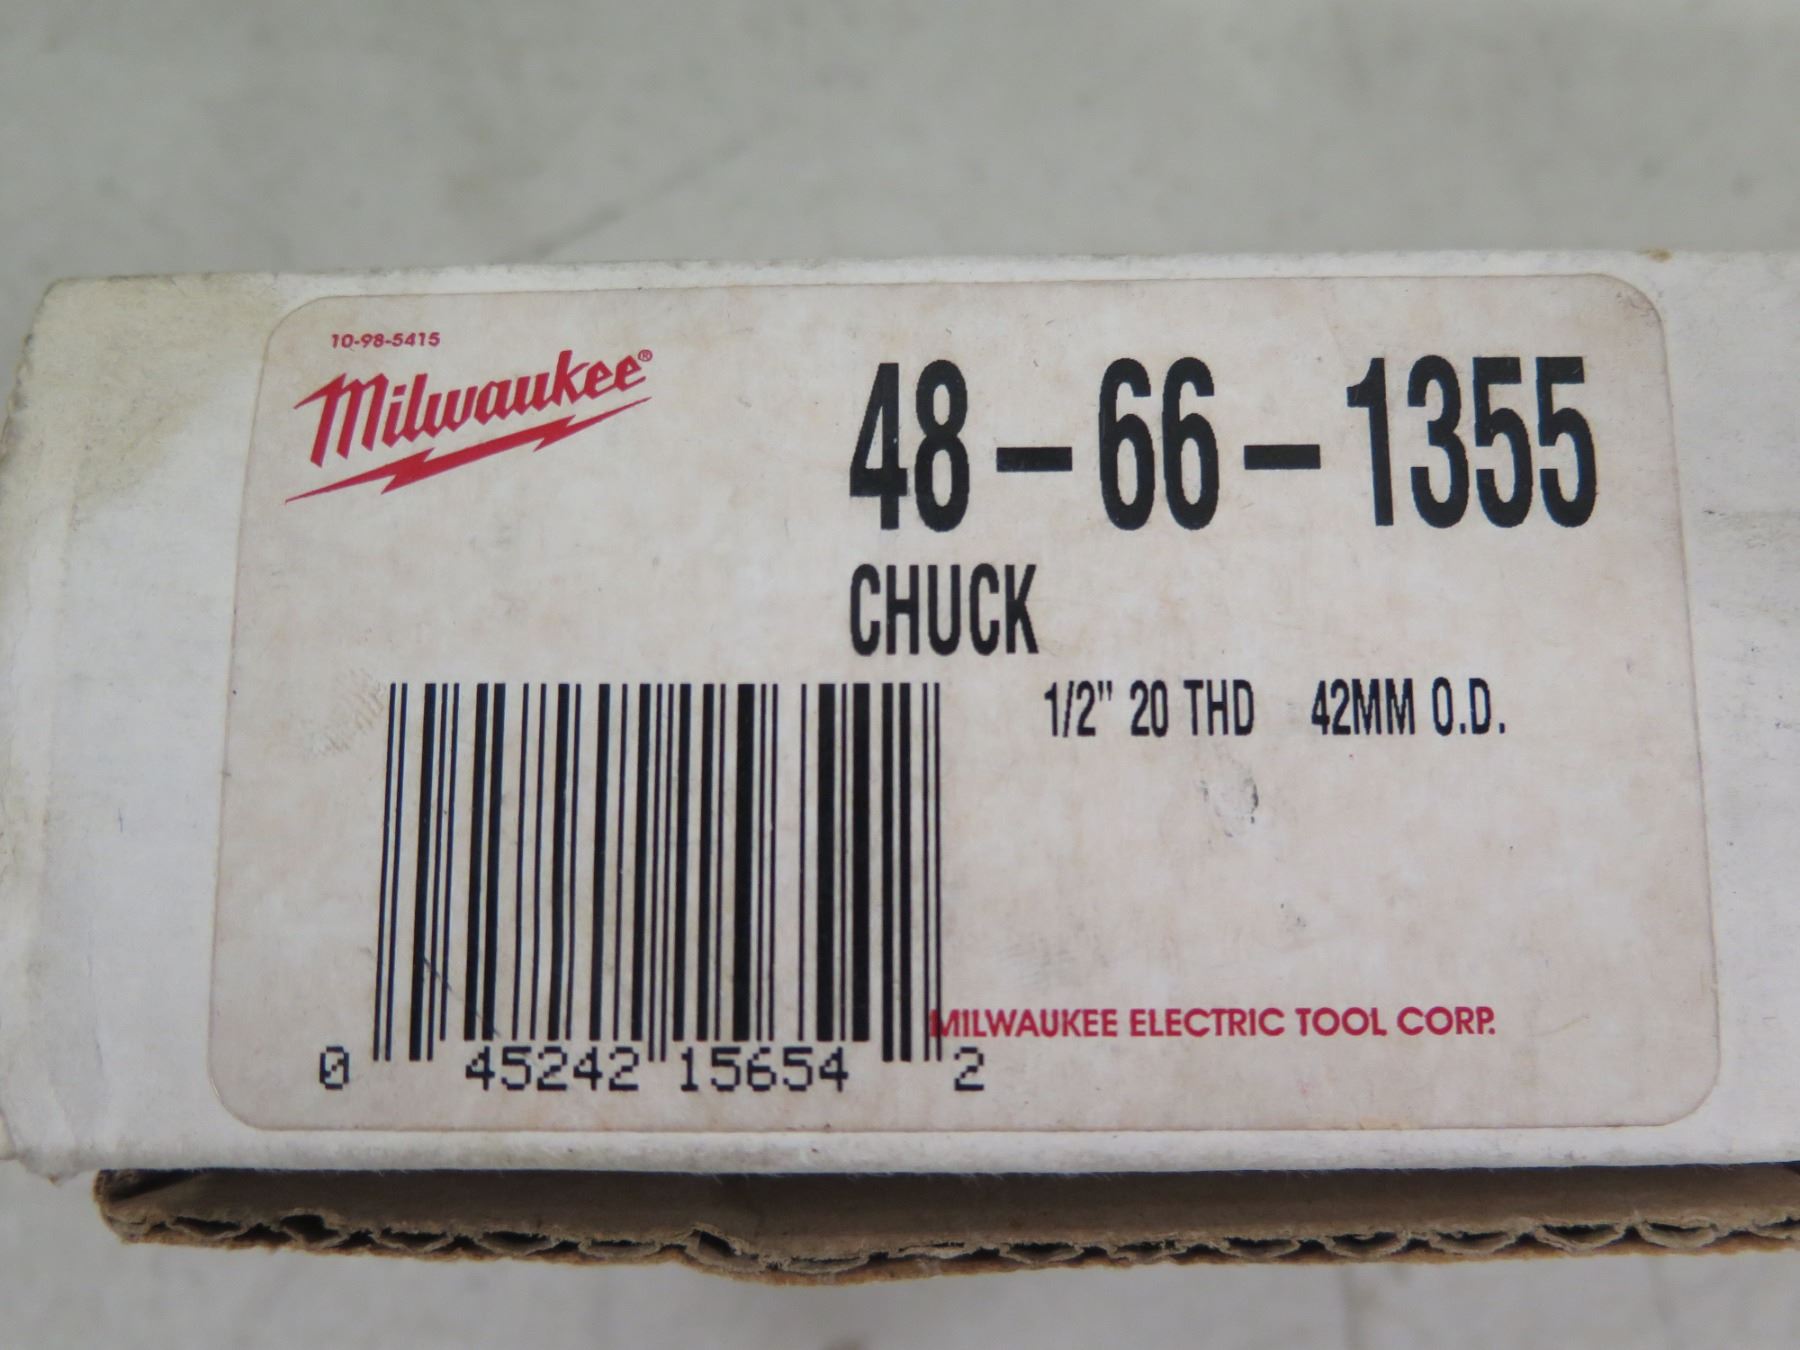 10-98-5415
Milwaukee®
48-66-1355
CHUCK
1/2" 20 THD 42MM O.D.
MILWAUKEE ELECTRIC TOOL CORP.
0 45242 15654 2